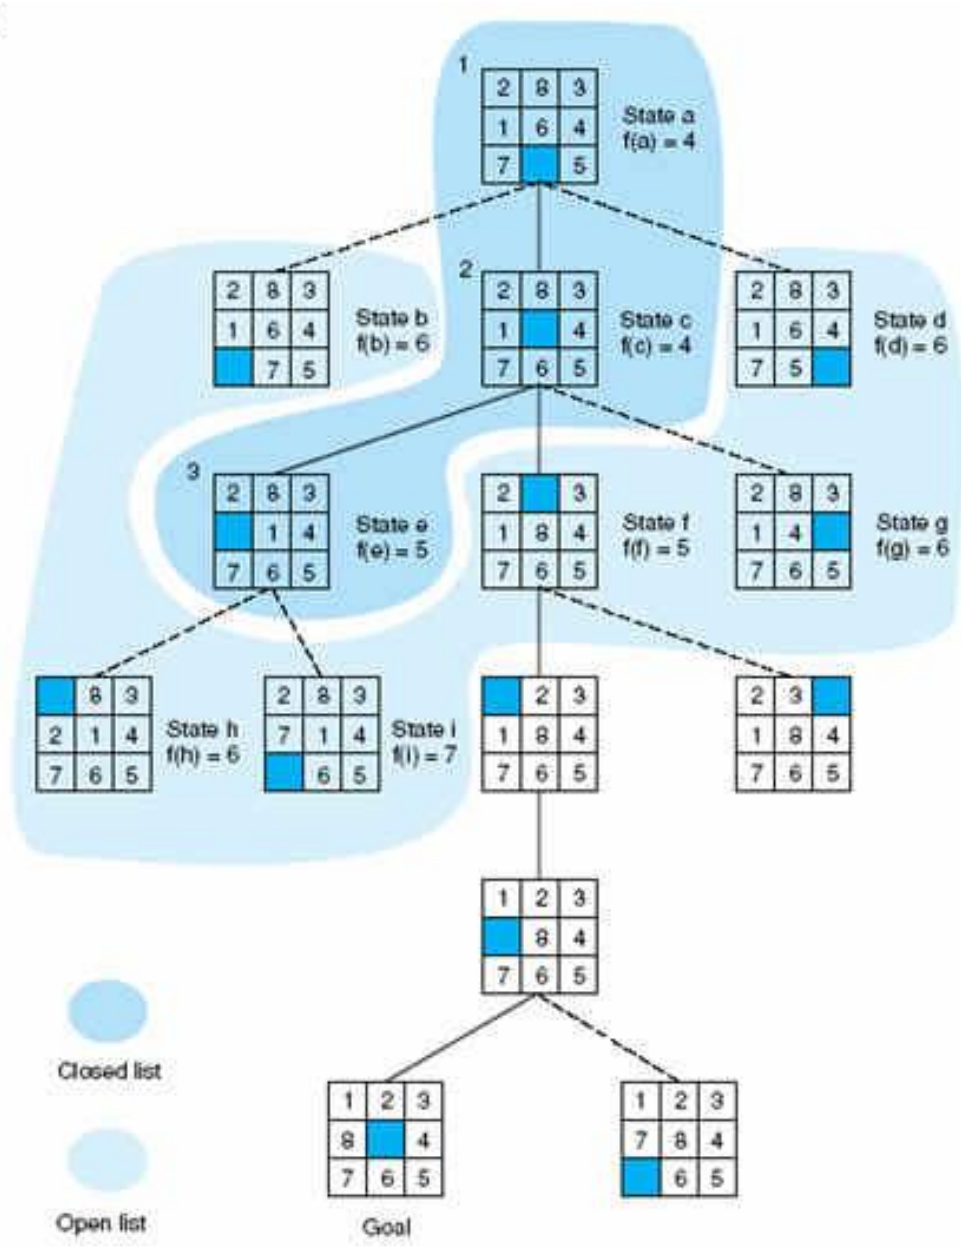 1
2 8 3
1 6 4
7 5
State a
f(a) = 4
2 8 3
1 6 4
7 5
State b
f(b) = 6
2
2 8 3
1 4
7 6 5
State c
f(c) = 4
2 8 3
1 6 4
7 5
State d
f(d) = 6
3
2 8 3
1 4
7 6 5
State e
f(e) = 5
2 3
1 8 4
7 6 5
State f
f(f) = 5
2 8 3
1 4
7 6 5
State g
f(g) = 6
8 3
2 1 4
7 6 5
State h
f(h) = 6
2 8 3
7 1 4
6 5
State i
f(i) = 7
2 3
1 8 4
7 6 5
2 3
1 8 4
7 6 5
1 2 3
8 4
7 6 5
1 2 3
8 4
7 6 5
Goal
1 2 3
7 8 4
6 5
Closed list
Open list